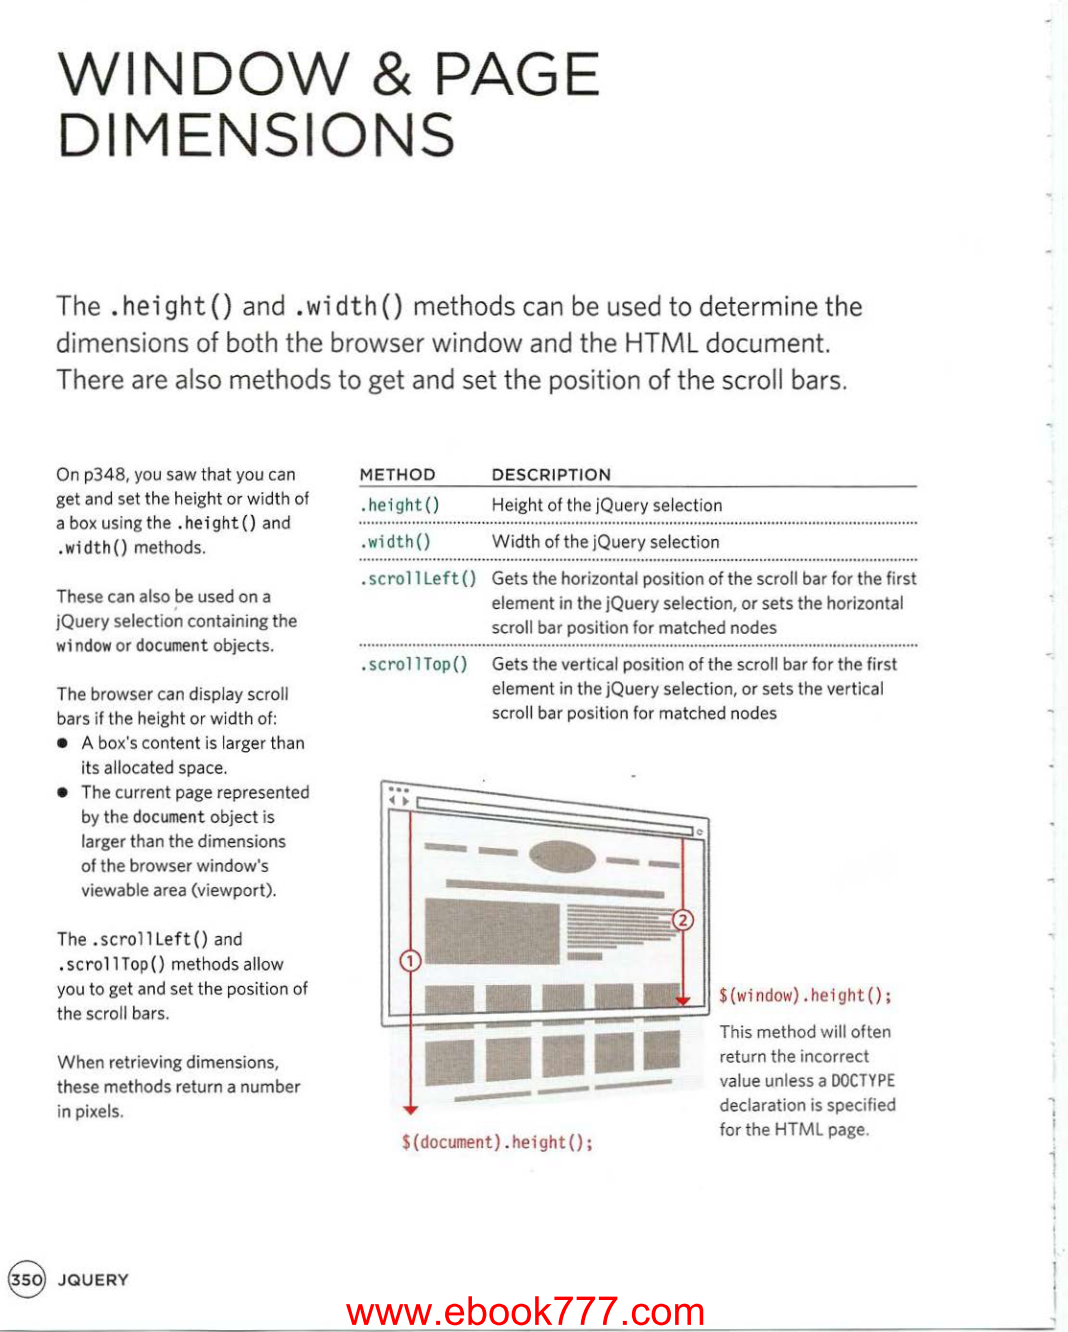 WINDOW & PAGE
DIMENSIONS
The .height() and .width() methods can be used to determine the
dimensions of both the browser window and the HTML document.
There are also methods to get and set the position of the scroll bars.
On p348, you saw that you can
get and set the height or width of
a box using the .height() and
.width() methods.
These can also be used on a
jQuery selection containing the
window or document objects.
The browser can display scroll
bars if the height or width of:
● A box's content is larger than
its allocated space.
● The current page represented
by the document object is
larger than the dimensions
of the browser window's
viewable area (viewport).
The .scrollLeft() and
.scrollTop() methods allow
you to get and set the position of
the scroll bars.
When retrieving dimensions,
these methods return a number
in pixels.
METHOD DESCRIPTION
.height() Height of the jQuery selection
.width() Width of the jQuery selection
.scrollLeft() Gets the horizontal position of the scroll bar for the first
element in the jQuery selection, or sets the horizontal
scroll bar position for matched nodes
.scrollTop() Gets the vertical position of the scroll bar for the first
element in the jQuery selection, or sets the vertical
scroll bar position for matched nodes
1
2
$(window).height();
This method will often
return the incorrect
value unless a DOCTYPE
declaration is specified
for the HTML page.
$(document).height();
350 JQUERY
www.ebook777.com